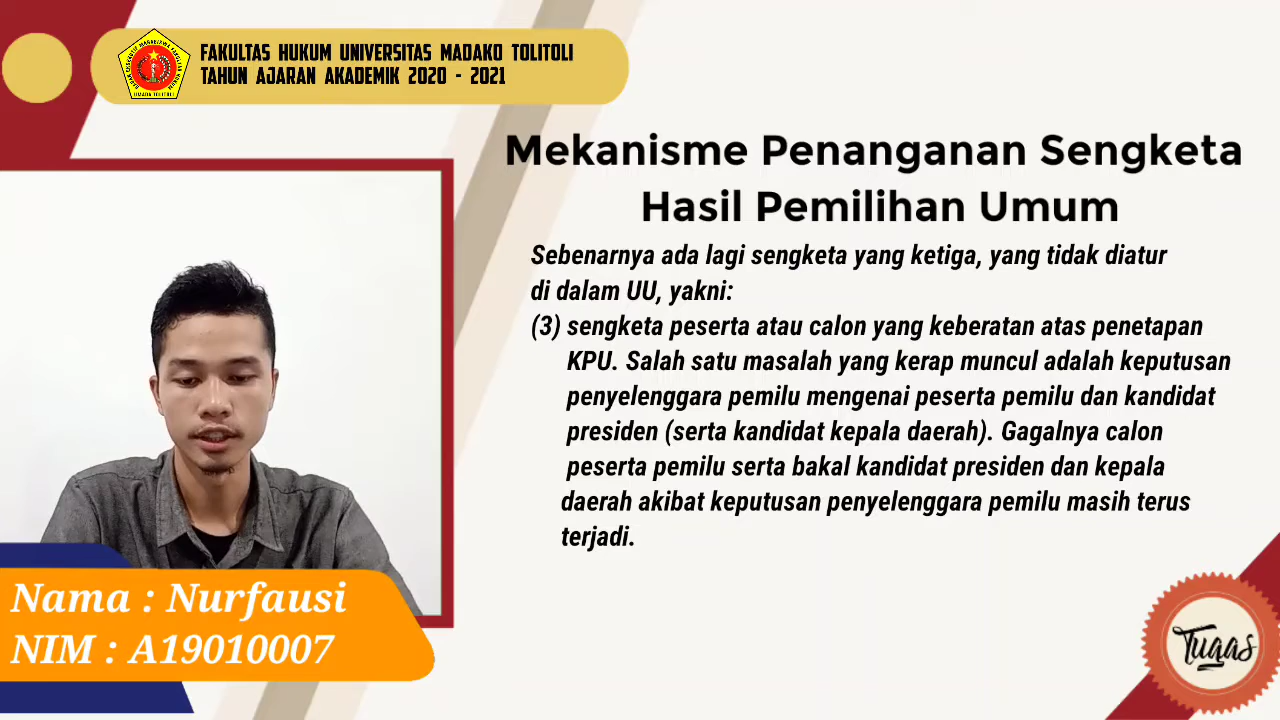 FAKULTAS HUKUM UNIVERSITAS MADAKO TOLITOLI
TAHUN AJARAN AKADEMIK 2020 - 2021
Mekanisme Penanganan Sengketa
Hasil Pemilihan Umum
Sebenarnya ada lagi sengketa yang ketiga, yang tidak diatur
di dalam UU, yakni:
(3) sengketa peserta atau calon yang keberatan atas penetapan
KPU. Salah satu masalah yang kerap muncul adalah keputusan
penyelenggara pemilu mengenai peserta pemilu dan kandidat
presiden (serta kandidat kepala daerah). Gagalnya calon
peserta pemilu serta bakal kandidat presiden dan kepala
daerah akibat keputusan penyelenggara pemilu masih terus
terjadi.
Nama : Nurfausi
NIM : A19010007
Tugas